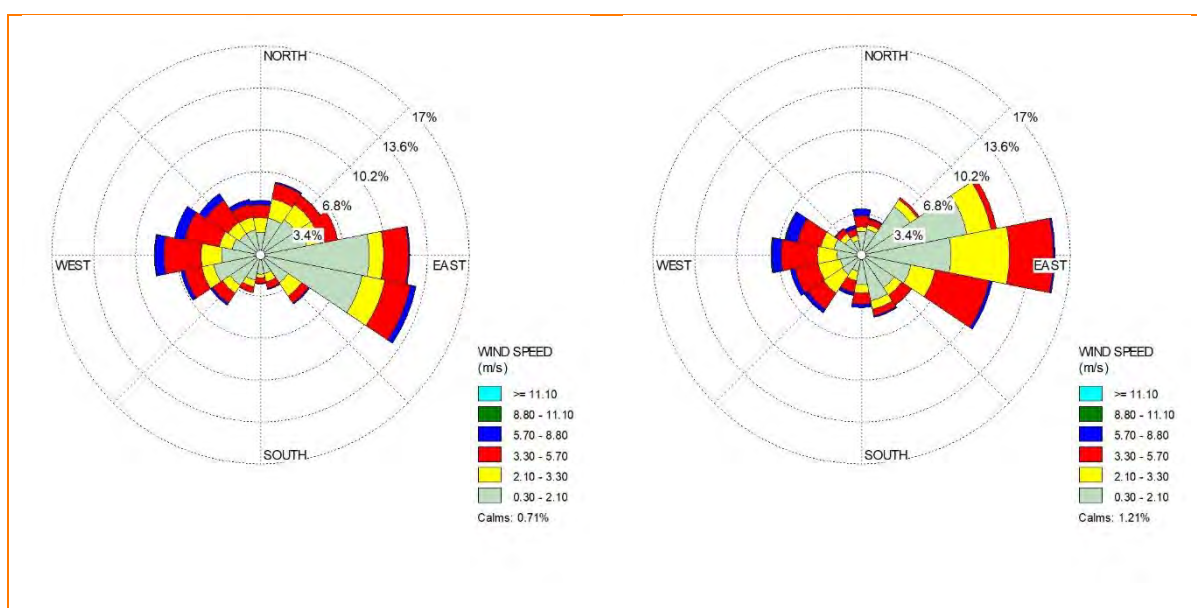 NORTH
17%
13.6%
10.2%
6.8%
3.4%
WEST
EAST
SOUTH
WIND SPEED
(m/s)
>= 11.10
8.80 - 11.10
5.70 - 8.80
3.30 - 5.70
2.10 - 3.30
0.30 - 2.10
Calms: 0.71%
NORTH
17%
13.6%
10.2%
6.8%
3.4%
WEST
EAST
SOUTH
WIND SPEED
(m/s)
>= 11.10
8.80 - 11.10
5.70 - 8.80
3.30 - 5.70
2.10 - 3.30
0.30 - 2.10
Calms: 1.21%